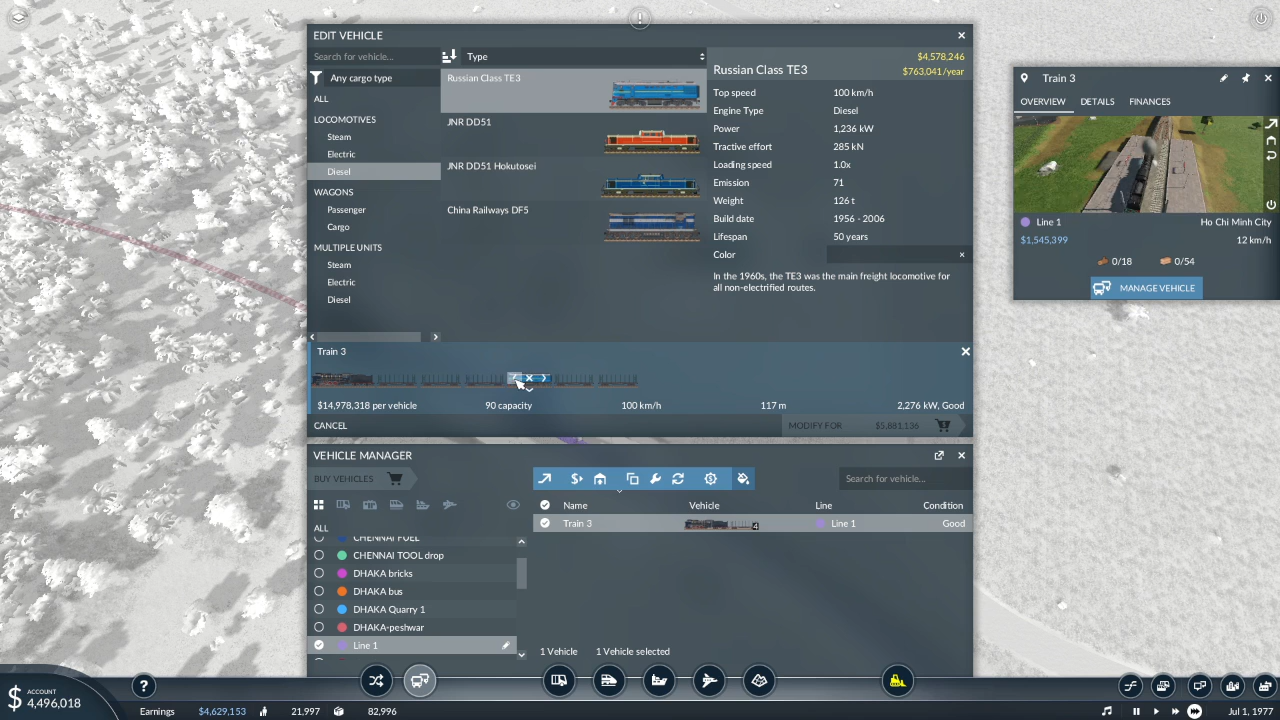 EDIT VEHICLE
Search for vehicle...
Type
Any cargo type
ALL
LOCOMOTIVES
Steam
Electric
Diesel
WAGONS
Passenger
Cargo
MULTIPLE UNITS
Steam
Electric
Diesel
Russian Class TE3
JNR DD51
JNR DD51 Hokutosei
China Railways DF5
Russian Class TE3
$4,578,246
$763,041/year
Top speed 100 km/h
Engine Type Diesel
Power 1,236 kW
Tractive effort 285 kN
Loading speed 1.0x
Emission 71
Weight 126 t
Build date 1956 - 2006
Lifespan 50 years
Color
In the 1960s, the TE3 was the main freight locomotive for
all non-electrified routes.
Train 3
$14,978,318 per vehicle 90 capacity 100 km/h 117 m 2,276 kW, Good
CANCEL
MODIFY FOR $5,881,136
VEHICLE MANAGER
BUY VEHICLES
Search for vehicle...
ALL
CHENNAI FUEL
CHENNAI TOOL drop
DHAKA bricks
DHAKA bus
DHAKA Quarry 1
DHAKA-peshwar
Line 1
Name Vehicle Line Condition
Train 3 4 Line 1 Good
1 Vehicle 1 Vehicle selected
Train 3
OVERVIEW DETAILS FINANCES
Line 1 Ho Chi Minh City
$1,545,399 12 km/h
0/18 0/54
MANAGE VEHICLE
$ ACCOUNT
4,496,018
?
Earnings $4,629,153 21,997 82,996
Jul 1, 1977